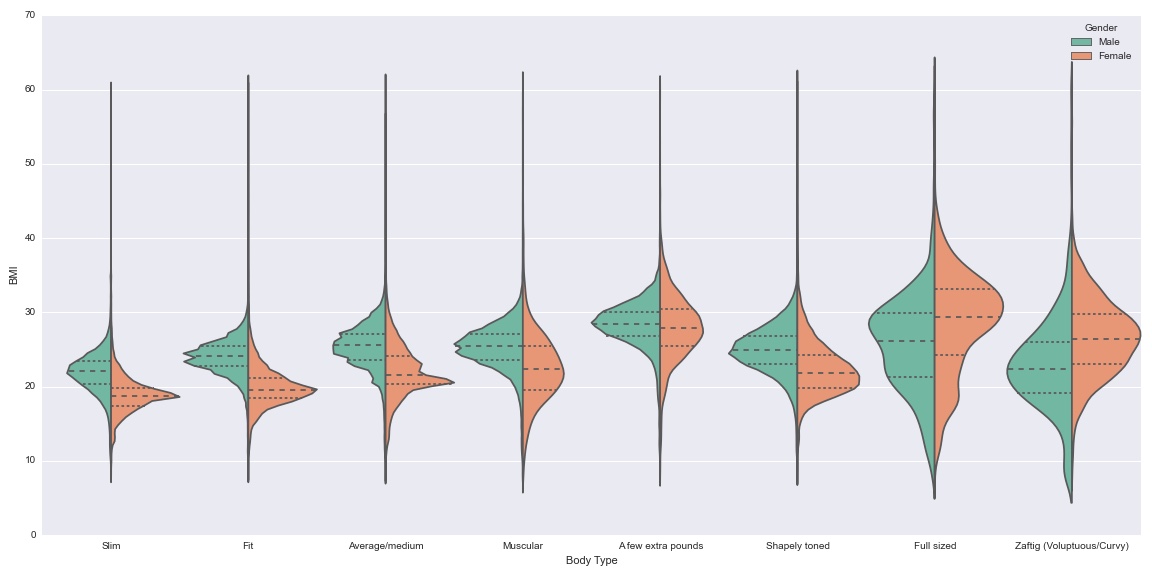 70
60
50
40
30
20
10
0
BMI
Gender
Male
Female
Slim
Fit
Average/medium
Muscular
A few extra pounds
Shapely toned
Full sized
Zaftig (Voluptuous/Curvy)
Body Type